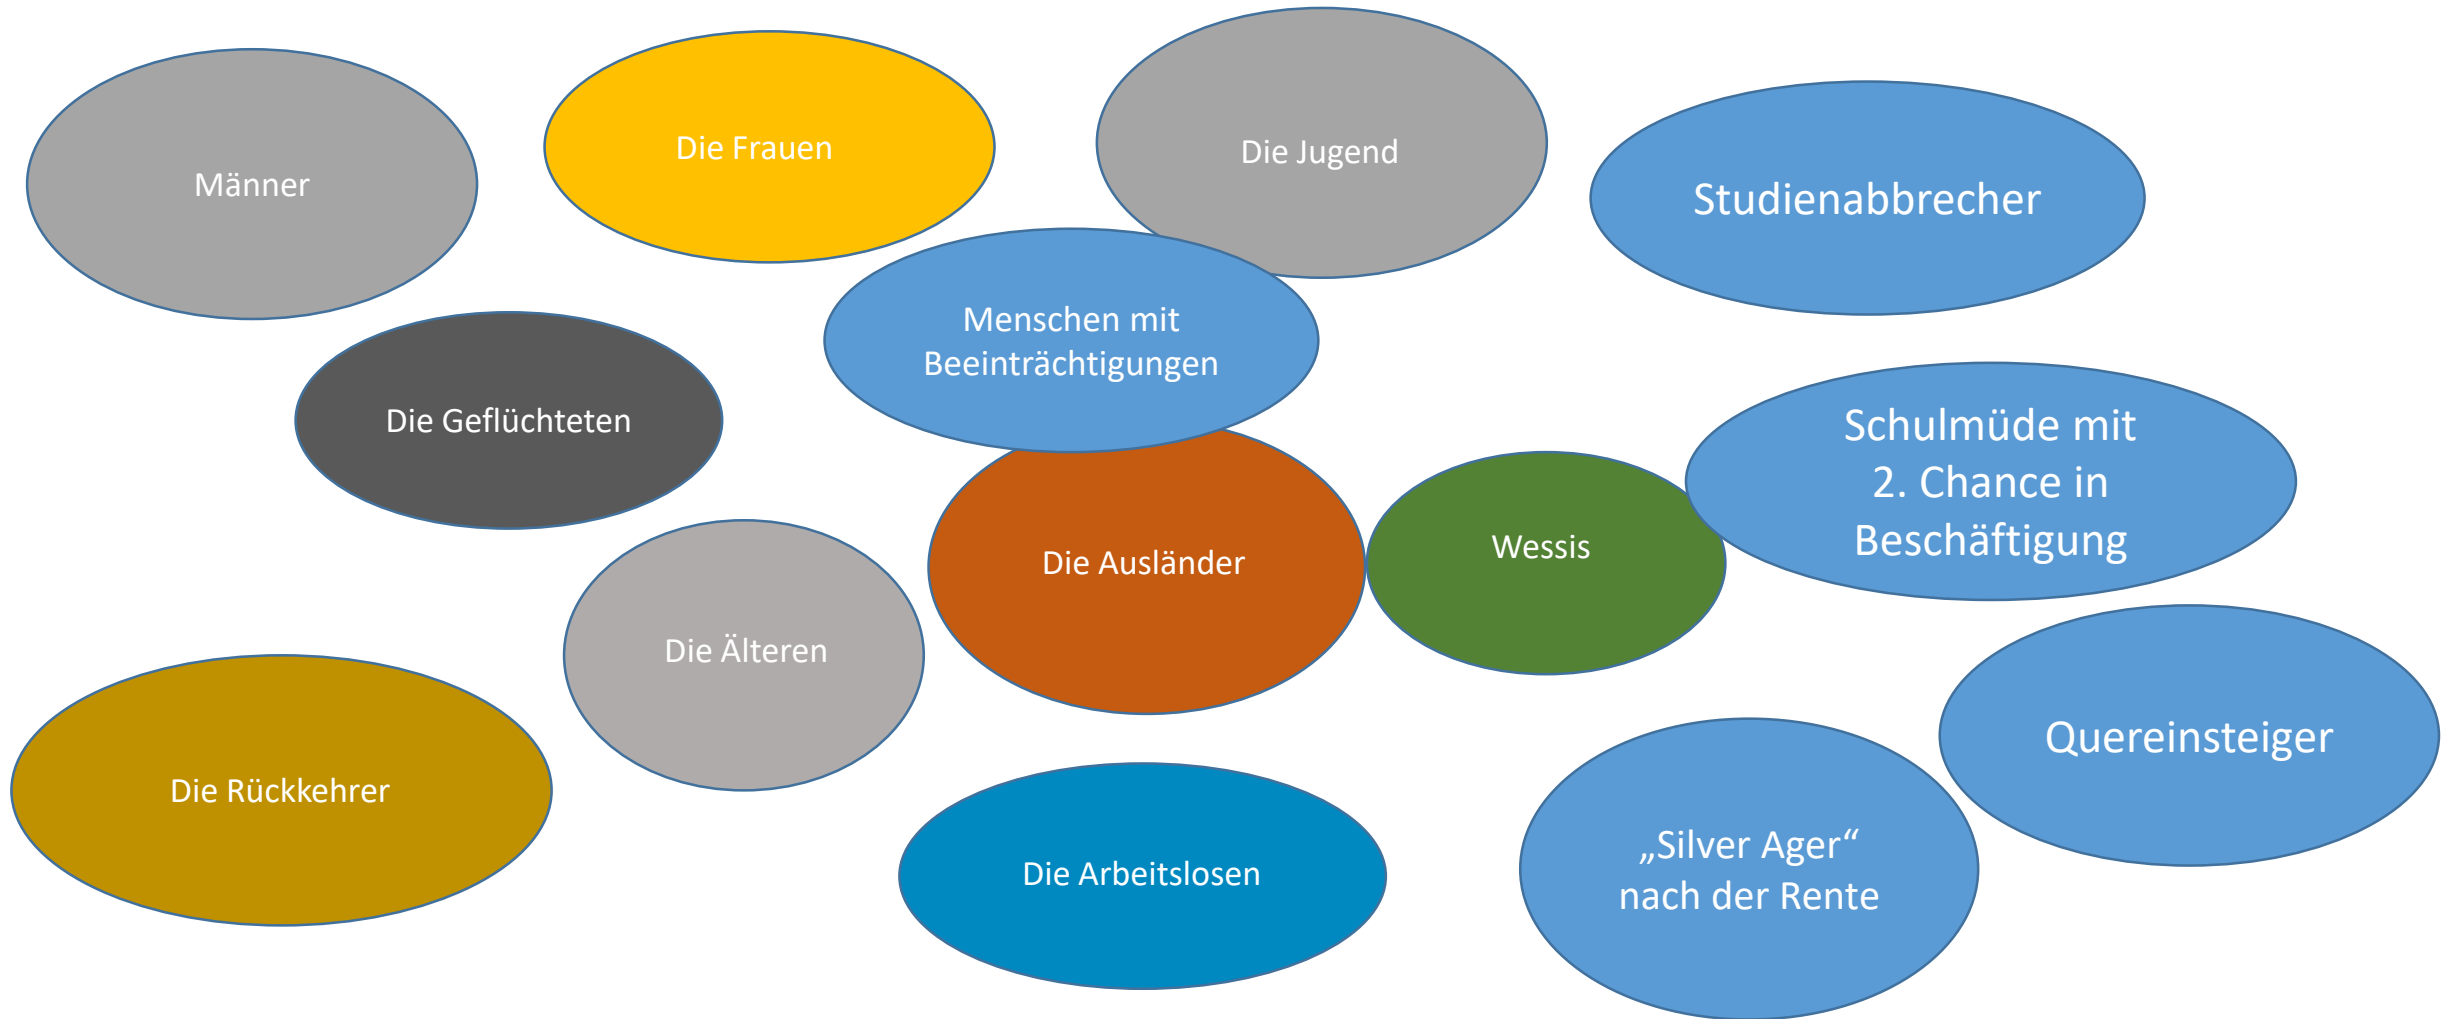 Männer
Die Frauen
Die Jugend
Studienabbrecher
Menschen mit
Beeinträchtigungen
Die Geflüchteten
Schulmüde mit
2. Chance in
Beschäftigung
Die Ausländer
Wessis
Die Älteren
Die Rückkehrer
Quereinsteiger
Die Arbeitslosen
„Silver Ager“
nach der Rente